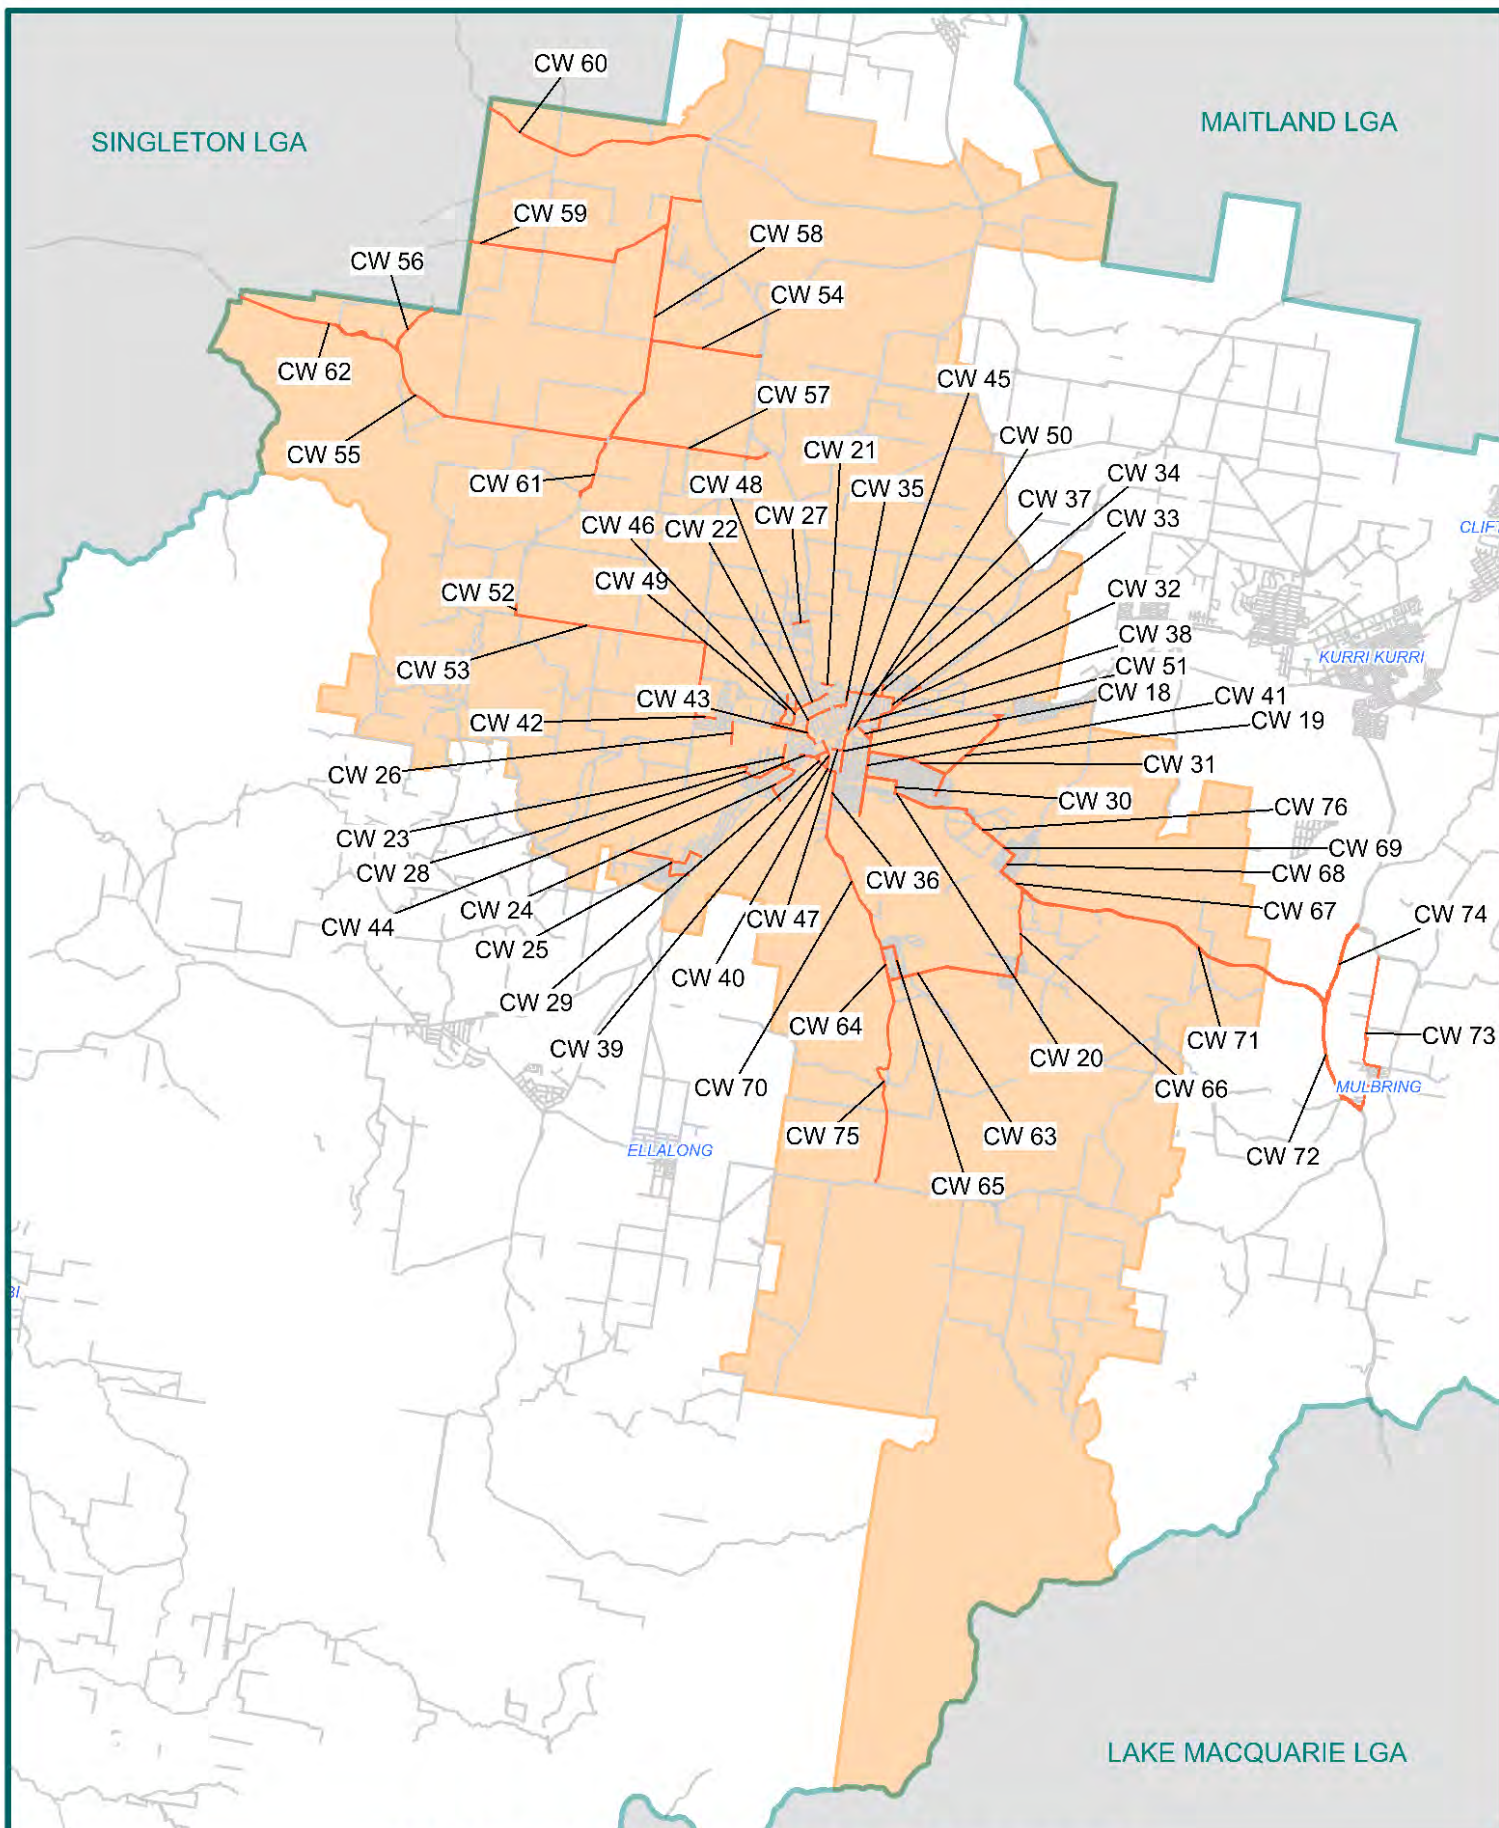 CW 60
MAITLAND LGA
SINGLETON LGA
CW 59
CW 58
CW 56
CW 54
CW 62
CW 45
CW 57
CW 50
CW 21
CW 55
CW 34
CW 61
CW 48
CW 35
CW 37
CW 27
CW 33
CW 46
CW 22
CLIFT
CW 49
CW 52
CW 32
CW 38
KURRI KURRI
CW 53
CW 51
CW 43
CW 18
CW 41
CW 42
CW 19
CW 26
CW 31
CW 30
CW 76
CW 23
CW 69
CW 28
CW 36
CW 68
CW 24
CW 67
CW 74
CW 47
CW 44
CW 25
CW 40
CW 29
CW 64
CW 73
CW 71
CW 39
CW 20
CW 70
CW 66
MULBRING
CW 75
CW 63
ELLALONG
CW 72
CW 65
BI
LAKE MACQUARIE LGA